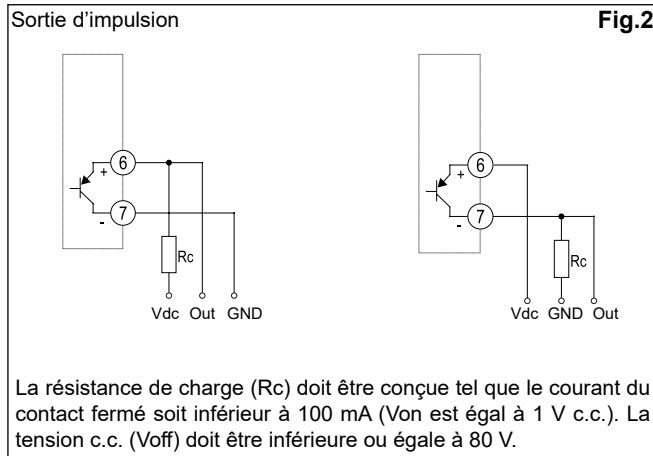 Sortie d’impulsion
Fig.2
6
+
7
-
Rc
Vdc Out GND
6
+
7
-
Rc
Vdc GND Out
La résistance de charge (Rc) doit être conçue tel que le courant du
contact fermé soit inférieur à 100 mA (Von est égal à 1 V c.c.). La
tension c.c. (Voff) doit être inférieure ou égale à 80 V.